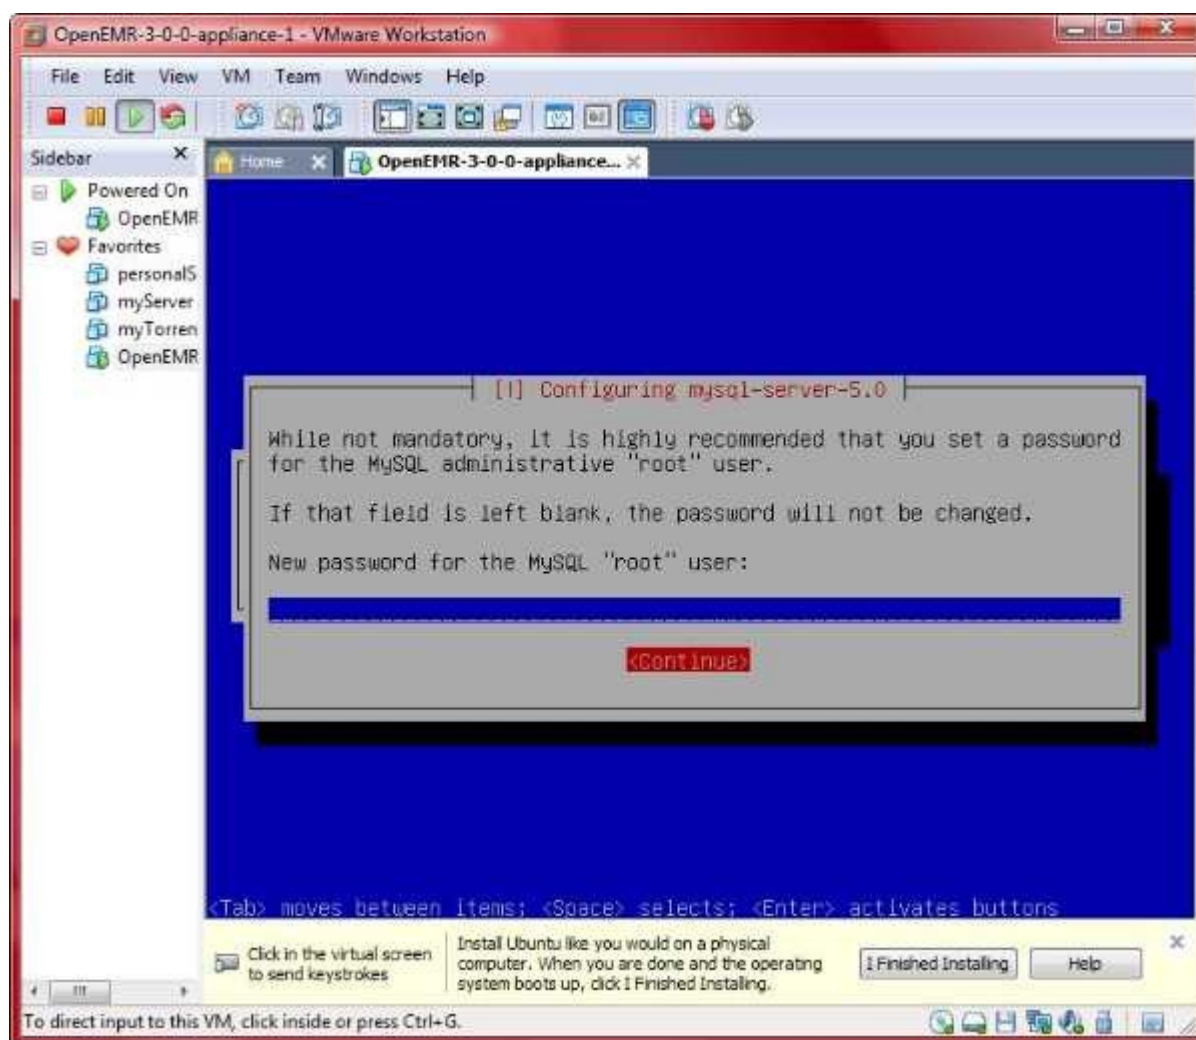 OpenEMR-3-0-0-appliance-1 - VMware Workstation
File Edit View VM Team Windows Help
Sidebar
Home
OpenEMR-3-0-0-appliance...
Powered On
OpenEMR
Favorites
personalS
myServer
myTorren
OpenEMR
[!] Configuring mysql-server-5.0
While not mandatory, it is highly recommended that you set a password
for the MySQL administrative "root" user.
If that field is left blank, the password will not be changed.
New password for the MySQL "root" user:
<Continue>
<Tab> moves between items; <Space> selects; <Enter> activates buttons
Click in the virtual screen
to send keystrokes
Install Ubuntu like you would on a physical
computer. When you are done and the operating
system boots up, click I Finished Installing.
I Finished Installing
Help
To direct input to this VM, click inside or press Ctrl+G.